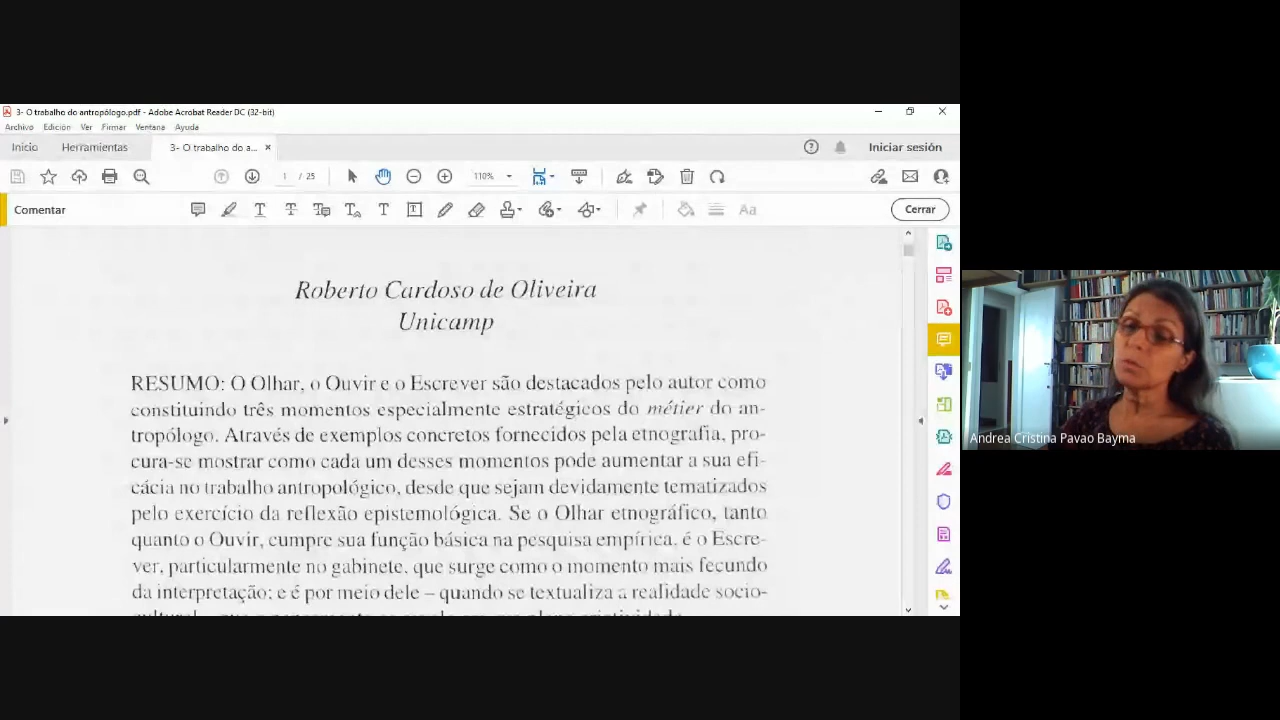 3- O trabalho do antropólogo.pdf - Adobe Acrobat Reader DC (32-bit)
Archivo Edición Ver Firmar Ventana Ayuda
Inicio Herramientas 3- O trabalho do a... × Iniciar sesión
1 / 25 110%
Comentar Aa Cerrar
Roberto Cardoso de Oliveira
Unicamp
RESUMO: O Olhar, o Ouvir e o Escrever são destacados pelo autor como
constituindo três momentos especialmente estratégicos do métier do an-
tropólogo. Através de exemplos concretos fornecidos pela etnografia, pro-
cura-se mostrar como cada um desses momentos pode aumentar a sua efi-
cácia no trabalho antropológico, desde que sejam devidamente tematizados
pelo exercício da reflexão epistemológica. Se o Olhar etnográfico, tanto
quanto o Ouvir, cumpre sua função básica na pesquisa empírica, é o Escre-
ver, particularmente no gabinete, que surge como o momento mais fecundo
da interpretação; e é por meio dele – quando se textualiza a realidade socio-
Andrea Cristina Pavao Bayma